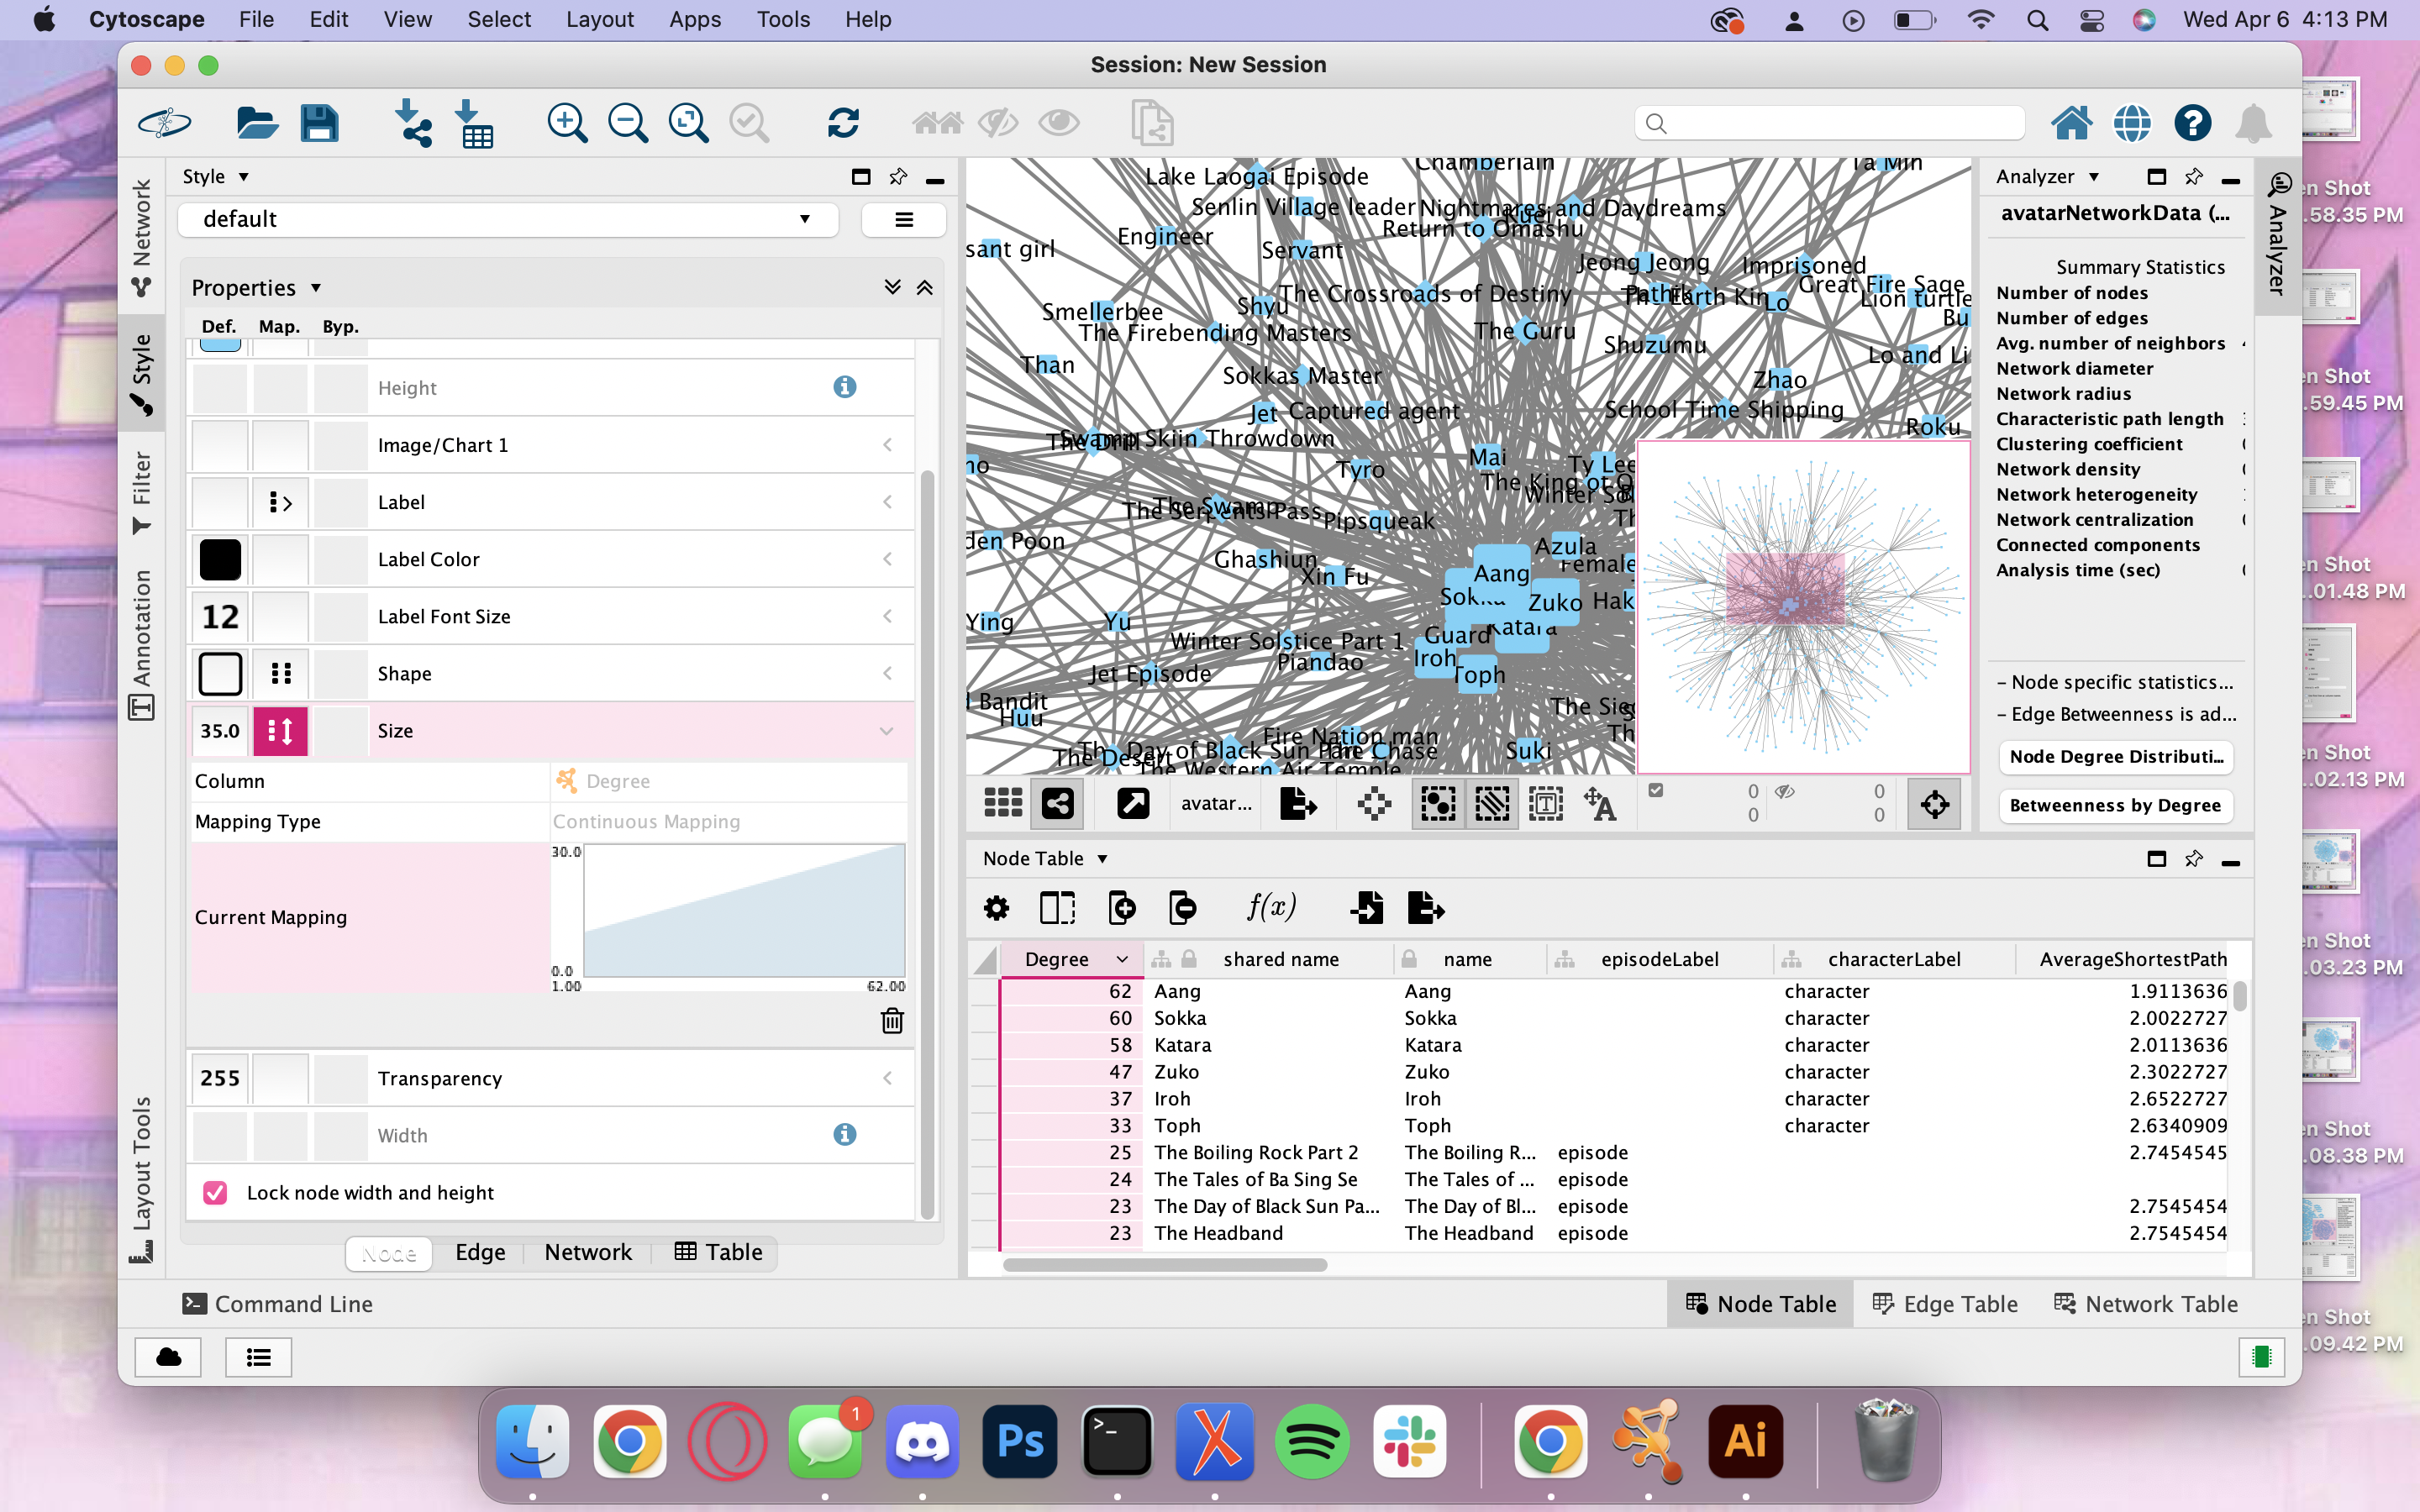 Cytoscape File Edit View Select Layout Apps Tools Help Wed Apr 6 4:13 PM
Session: New Session
Network
Style
Filter
Annotation
Layout Tools
Style
default
Properties
Def. Map. Byp.
Height
Image/Chart 1
Label
Label Color
12 Label Font Size
Shape
35.0 Size
Column Degree
Mapping Type Continuous Mapping
Current Mapping
30.0
0.0
1.00 62.00
255 Transparency
Width
Lock node width and height
Node Edge Network Table
Chamberlain
Ta Min
Lake Laogai Episode
Senlin Village leader
Nightmares and Daydreams
Kuei
Return to Omashu
Engineer
Servant
sant girl
Jeong Jeong
Imprisoned
Great Fire Sage
The Crossroads of Destiny
Pathik
Lo
Lion turtle
Shyu
Smellerbee
Bu
The Firebending Masters
The Guru
Shuzumu
Lo and Li
Than
Sokkas Master
Zhao
Jet
Captured agent
School Time Shipping
Roku
The Drill
Swamp Skiin Throwdown
Mai
Ty Lee
Tyro
The Swamp
The Serpents Pass
Pipsqueak
den Poon
Azula
Ghashiun
Xin Fu
Female
Aang
Sokka
Zuko
Hak
Ying
Yu
Katara
Guard
Winter Solstice Part 1
Piandao
Iroh
Jet Episode
Toph
Bandit
Huu
The Sieg
Fire Nation man
Day of Black Sun Part
The Chase
Suki
The Desert
The Western Air Temple
avatar...
0
0
0
0
Analyzer
Analyzer
avatarNetworkData (...
Summary Statistics
Number of nodes
Number of edges
Avg. number of neighbors
Network diameter
Network radius
Characteristic path length
Clustering coefficient
Network density
Network heterogeneity
Network centralization
Connected components
Analysis time (sec)
- Node specific statistics...
- Edge Betweenness is ad...
Node Degree Distributi...
Betweenness by Degree
Node Table
f(x)
Degree shared name name episodeLabel characterLabel AverageShortestPath
62 Aang Aang character 1.9113636
60 Sokka Sokka character 2.0022727
58 Katara Katara character 2.0113636
47 Zuko Zuko character 2.3022727
37 Iroh Iroh character 2.6522727
33 Toph Toph character 2.6340909
25 The Boiling Rock Part 2 The Boiling R... episode 2.7454545
24 The Tales of Ba Sing Se The Tales of ... episode
23 The Day of Black Sun Pa... The Day of Bl... episode 2.7545454
23 The Headband The Headband episode 2.7545454
Command Line
Node Table Edge Table Network Table
en Shot
.58.35 PM
en Shot
.59.45 PM
en Shot
.01.48 PM
en Shot
.02.13 PM
en Shot
.03.23 PM
en Shot
.08.38 PM
en Shot
.09.42 PM
1
Ps
Ai